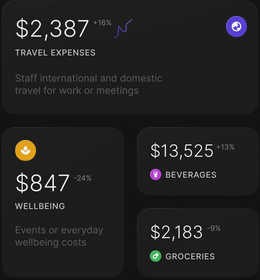 $2,387 +16%
TRAVEL EXPENSES
Staff international and domestic
travel for work or meetings
$847 -24%
WELLBEING
Events or everyday
wellbeing costs
$13,525 +13%
BEVERAGES
$2,183 -9%
GROCERIES